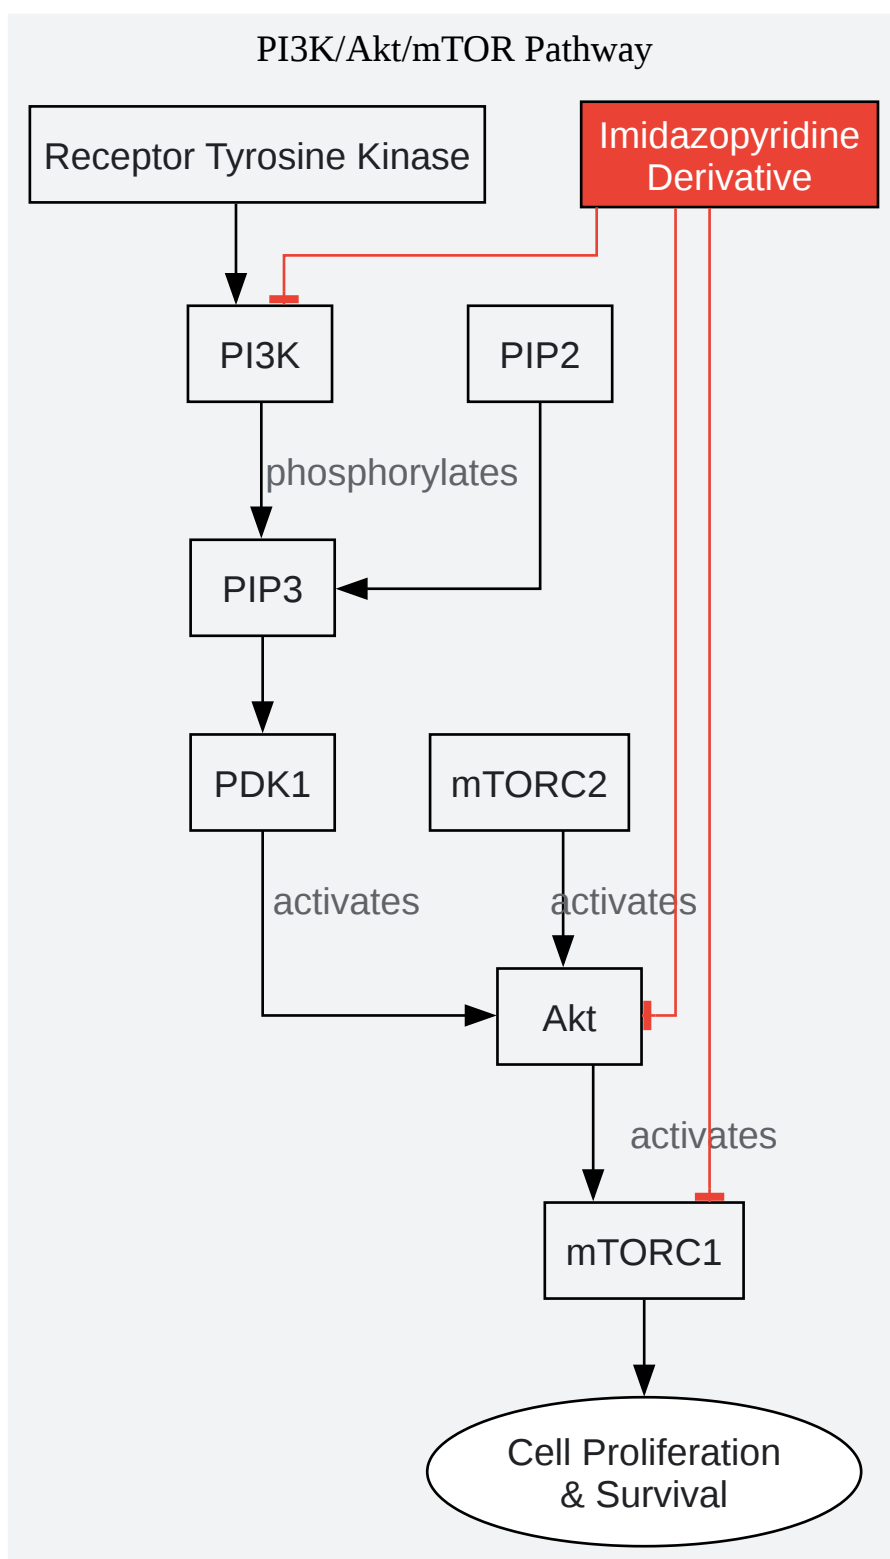 PI3K/Akt/mTOR Pathway
Receptor Tyrosine Kinase
Imidazopyridine
Derivative
PI3K
PIP2
phosphorylates
PIP3
PDK1
mTORC2
activates
activates
Akt
activates
mTORC1
Cell Proliferation
& Survival